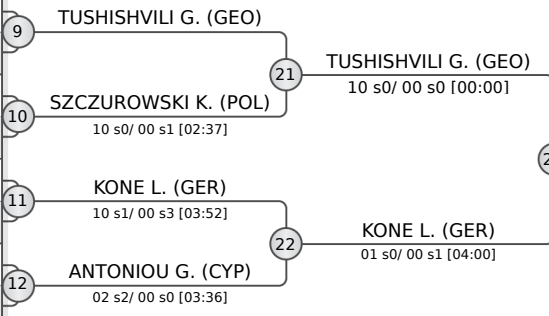 9
TUSHISHVILI G. (GEO)
21
TUSHISHVILI G. (GEO)
10 s0/ 00 s0 [00:00]
10
SZCZUROWSKI K. (POL)
10 s0/ 00 s1 [02:37]
11
KONE L. (GER)
10 s1/ 00 s3 [03:52]
22
KONE L. (GER)
01 s0/ 00 s1 [04:00]
12
ANTONIOU G. (CYP)
02 s2/ 00 s0 [03:36]